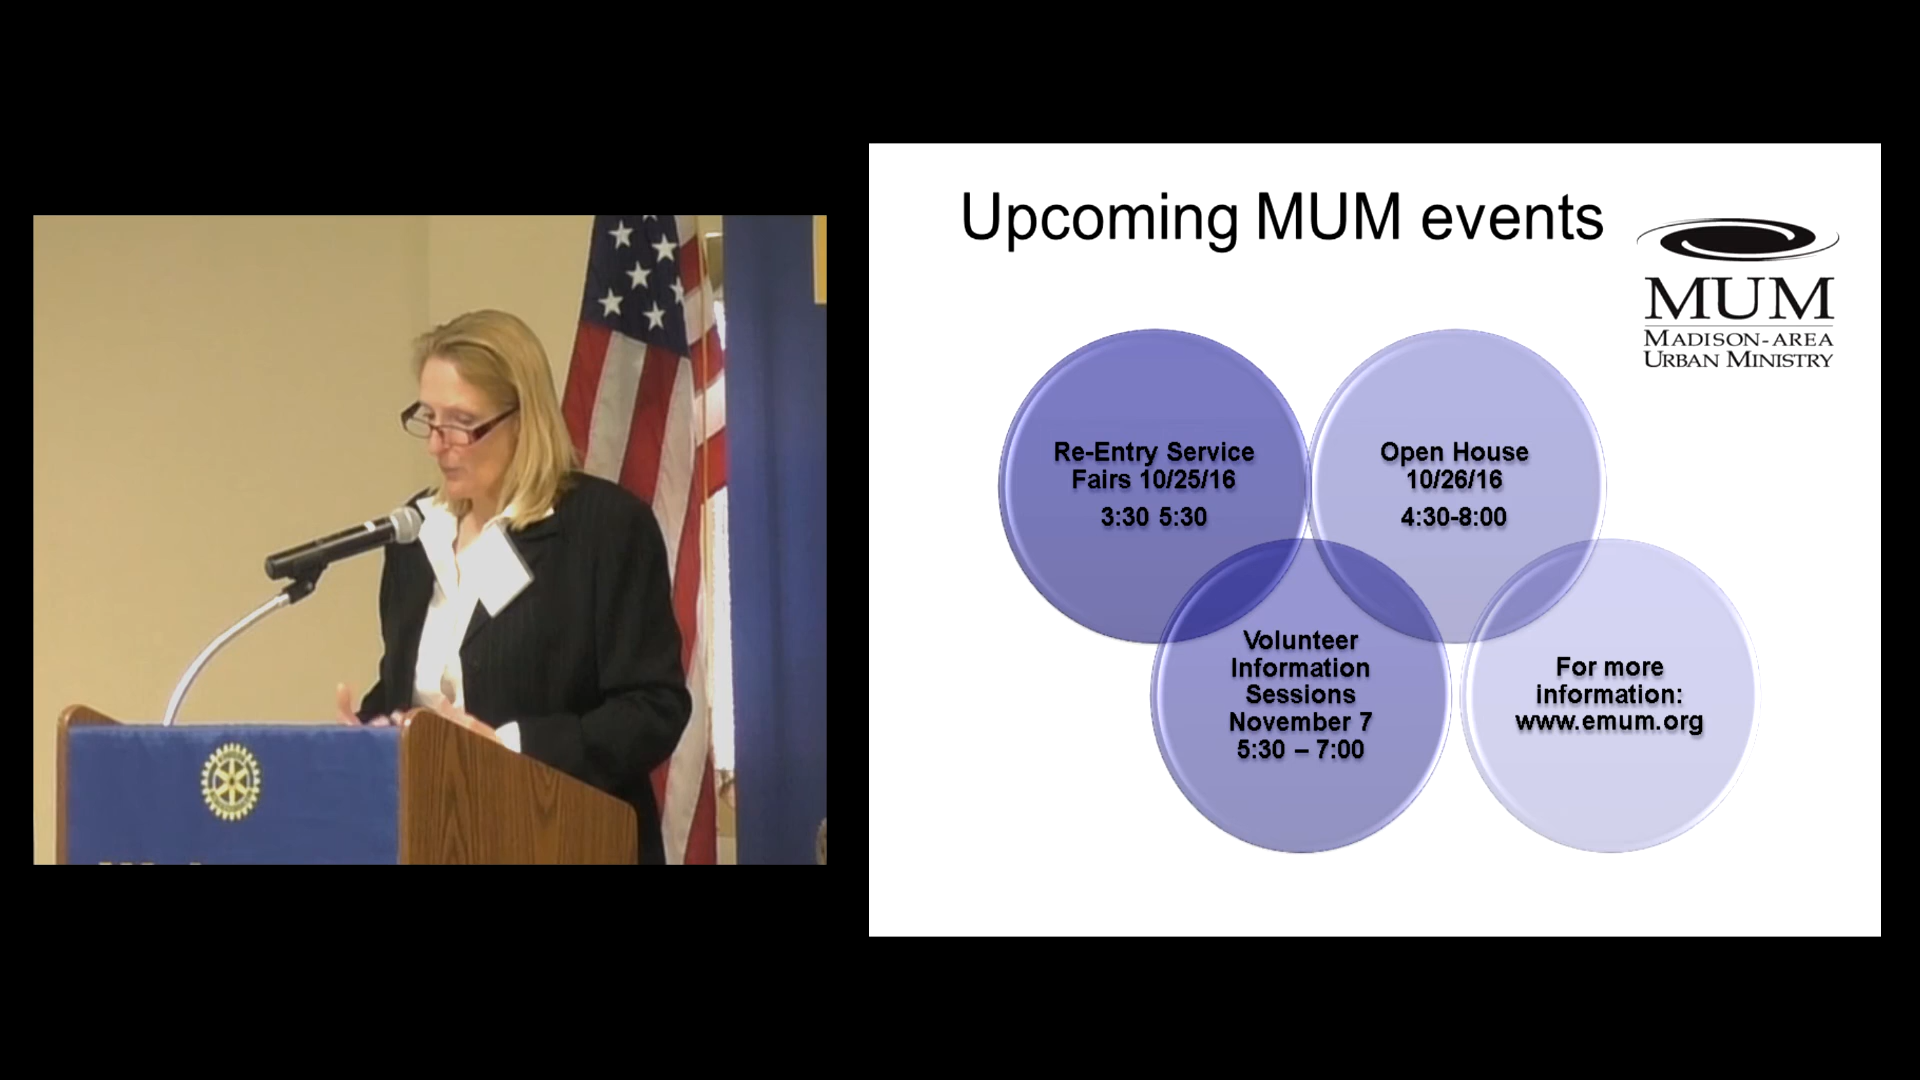 Upcoming MUM events
MUM
MADISON-AREA
URBAN MINISTRY
Re-Entry Service
Fairs 10/25/16
3:30 5:30
Open House
10/26/16
4:30-8:00
Volunteer
Information
Sessions
November 7
5:30 – 7:00
For more
information:
www.emum.org